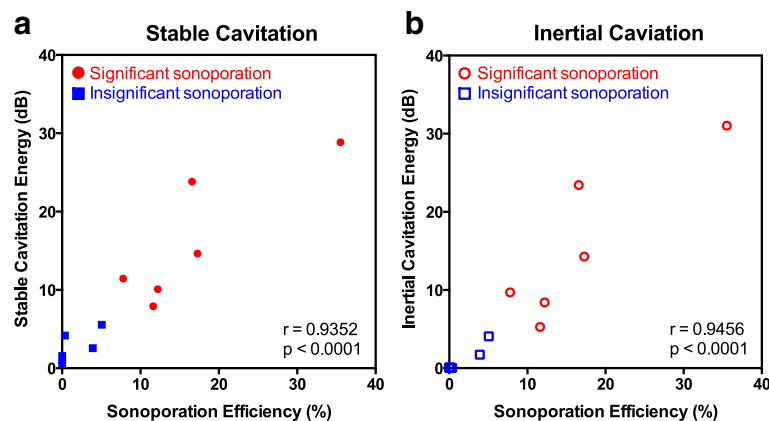 a
Stable Cavitation
Stable Cavitation Energy (dB)
40
30
20
10
0
Significant sonoporation
Insignificant sonoporation
r = 0.9352
p < 0.0001
0 10 20 30 40
Sonoporation Efficiency (%)
b
Inertial Caviation
Inertial Cavitation Energy (dB)
40
30
20
10
0
Significant sonoporation
Insignificant sonoporation
r = 0.9456
p < 0.0001
0 10 20 30 40
Sonoporation Efficiency (%)